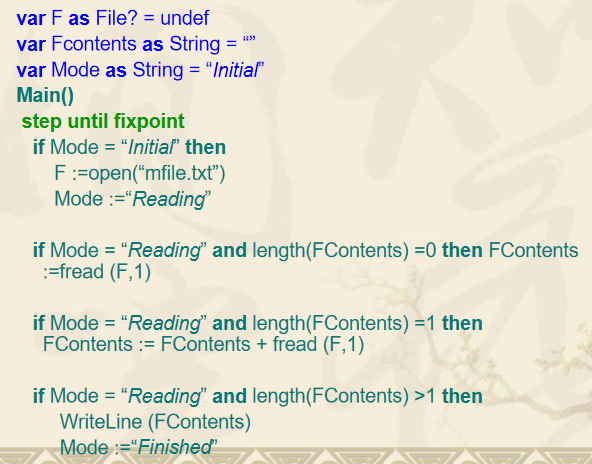 var F as File? = undef
var Fcontents as String = “”
var Mode as String = “Initial”
Main()
step until fixpoint
if Mode = “Initial” then
F :=open(“mfile.txt”)
Mode :=“Reading”
if Mode = “Reading” and length(FContents) =0 then FContents
:=fread (F,1)
if Mode = “Reading” and length(FContents) =1 then
FContents := FContents + fread (F,1)
if Mode = “Reading” and length(FContents) >1 then
WriteLine (FContents)
Mode :=“Finished”